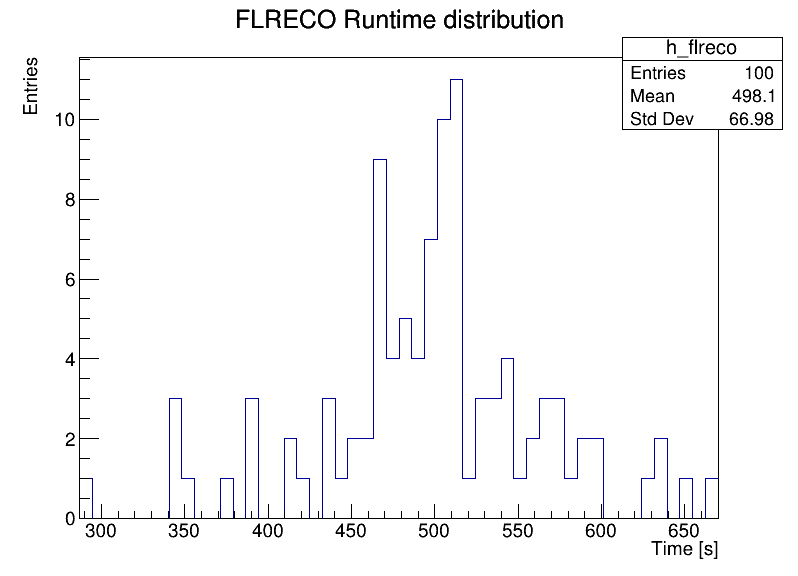 FLRECO Runtime distribution
h_flreco
Entries 100
Mean 498.1
Std Dev 66.98
Entries
10
8
6
4
2
0
300 350 400 450 500 550 600 650
Time [s]